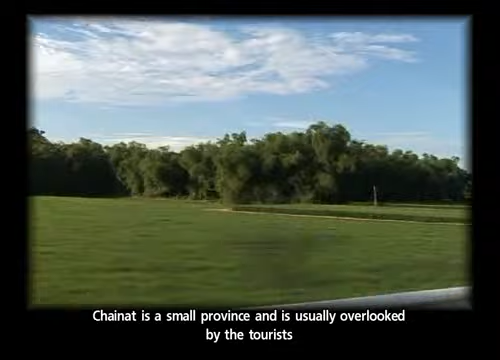 Chainat is a small province and is usually overlooked
by the tourists